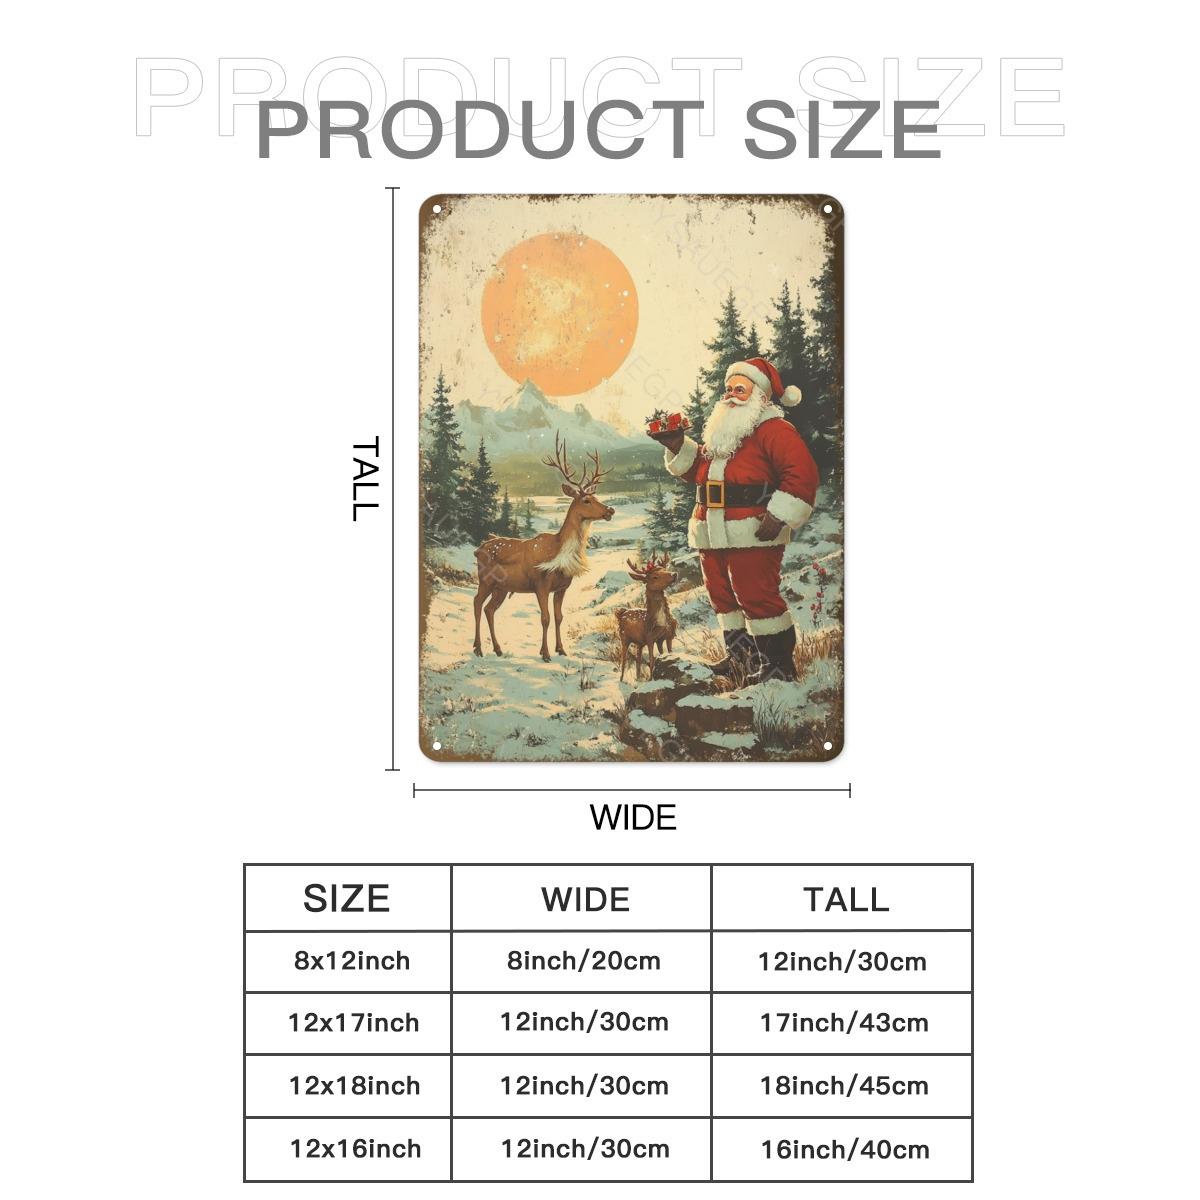 PRODUCT SIZE
PRODUCT SIZE
TALL
WIDE
SIZE WIDE TALL
8x12inch 8inch/20cm 12inch/30cm
12x17inch 12inch/30cm 17inch/43cm
12x18inch 12inch/30cm 18inch/45cm
12x16inch 12inch/30cm 16inch/40cm